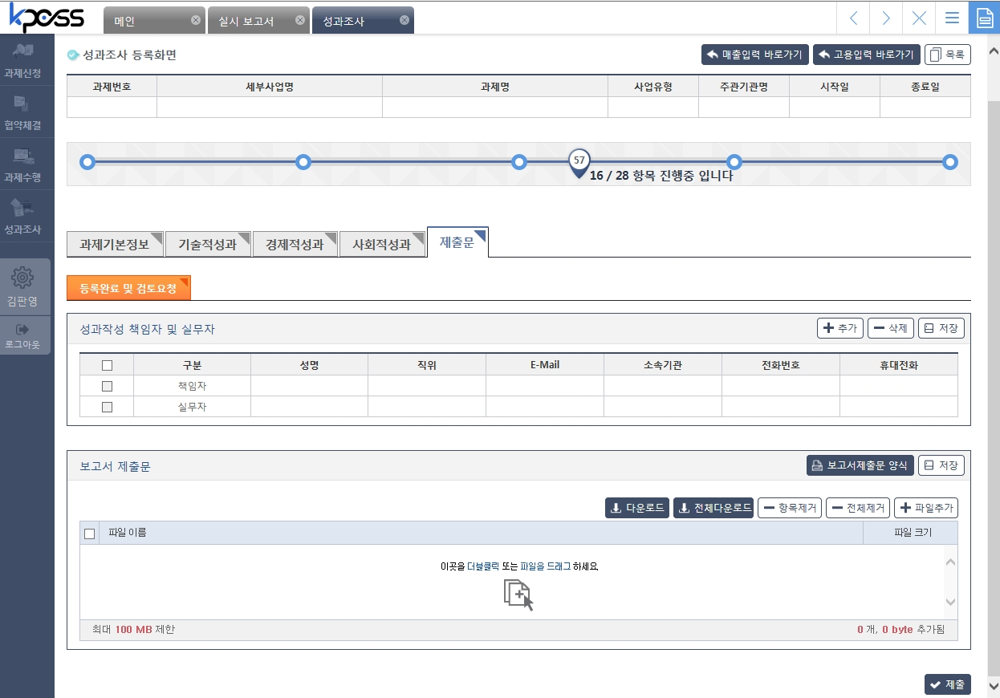 kpass
메인
실시 보고서
성과조사
과제신청
협약체결
과제수행
성과조사
김판영
로그아웃
성과조사 등록화면
매출입력 바로가기
고용입력 바로가기
목록
과제번호 세부사업명 과제명 사업유형 주관기관명 시작일 종료일
57
16 / 28 항목 진행중 입니다
과제기본정보
기술적성과
경제적성과
사회적성과
제출문
등록완료 및 검토요청
성과작성 책임자 및 실무자
추가
삭제
저장
구분 성명 직위 E-Mail 소속기관 전화번호 휴대전화
책임자
실무자
보고서 제출문
보고서제출문 양식
저장
다운로드
전체다운로드
항목제거
전체제거
파일추가
파일 이름 파일 크기
이곳을 더블클릭 또는 파일을 드래그 하세요.
최대 100 MB 제한
0 개, 0 byte 추가됨
제출